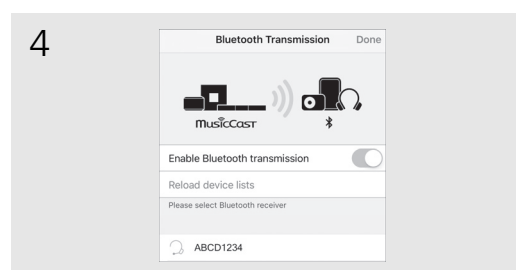 4
Bluetooth Transmission Done
MusicCast
Enable Bluetooth transmission
Reload device lists
Please select Bluetooth receiver
ABCD1234